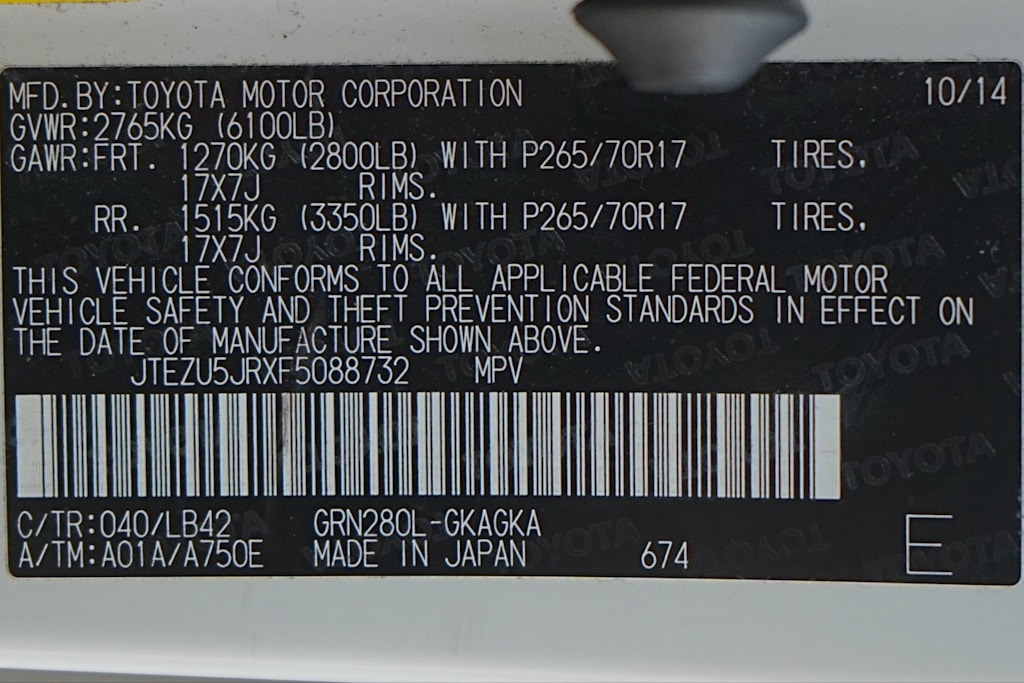 MFD.BY:TOYOTA MOTOR CORPORATION 10/14
GVWR:2765KG (6100LB)
GAWR:FRT. 1270KG (2800LB) WITH P265/70R17 TIRES,
17X7J RIMS.
RR. 1515KG (3350LB) WITH P265/70R17 TIRES,
17X7J RIMS.
THIS VEHICLE CONFORMS TO ALL APPLICABLE FEDERAL MOTOR
VEHICLE SAFETY AND THEFT PREVENTION STANDARDS IN EFFECT ON
THE DATE OF MANUFACTURE SHOWN ABOVE.
JTEZU5JRXF5088732 MPV
C/TR:040/LB42 GRN280L-GKAGKA
A/TM:A01A/A750E MADE IN JAPAN 674 E